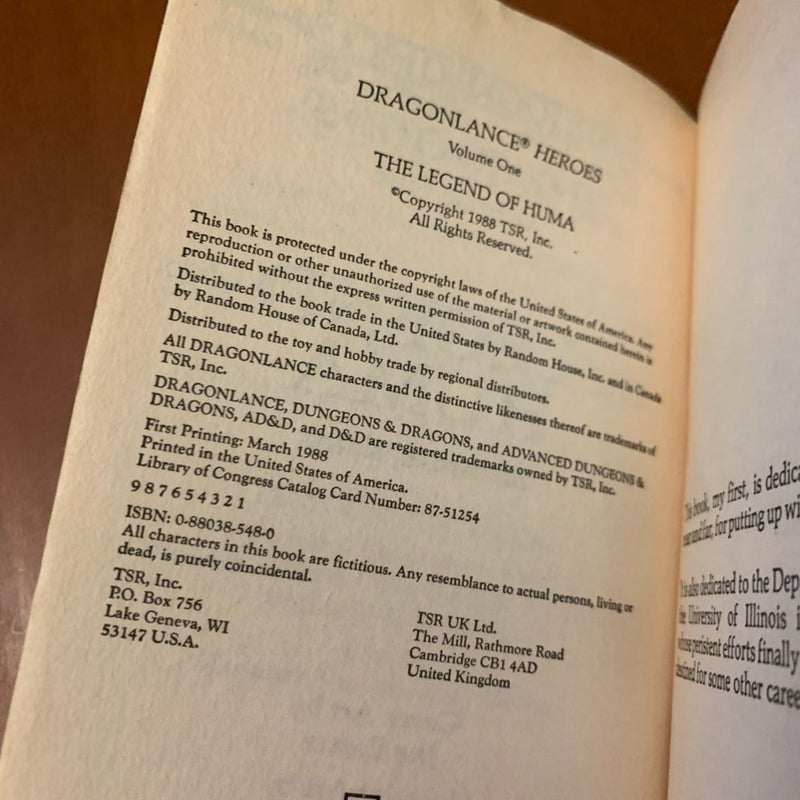 DRAGONLANCE® HEROES
Volume One
THE LEGEND OF HUMA
©Copyright 1988 TSR, Inc.
All Rights Reserved.
This book is protected under the copyright laws of the United States of America. Any
reproduction or other unauthorized use of the material or artwork contained herein is
prohibited without the express written permission of TSR, Inc.
Distributed to the book trade in the United States by Random House, Inc. and in Canada
by Random House of Canada, Ltd.
Distributed to the toy and hobby trade by regional distributors.
All DRAGONLANCE characters and the distinctive likenesses thereof are trademarks of
TSR, Inc.
DRAGONLANCE, DUNGEONS & DRAGONS, and ADVANCED DUNGEONS &
DRAGONS, AD&D, and D&D are registered trademarks owned by TSR, Inc.
First Printing: March 1988
Printed in the United States of America.
Library of Congress Catalog Card Number: 87-51254
9 8 7 6 5 4 3 2 1
ISBN: 0-88038-548-0
All characters in this book are fictitious. Any resemblance to actual persons, living or
dead, is purely coincidental.
TSR, Inc.
P.O. Box 756
Lake Geneva, WI
53147 U.S.A.
TSR UK Ltd.
The Mill, Rathmore Road
Cambridge CB1 4AD
United Kingdom
book, my first, is dedica
and far, for putting up wi
also dedicated to the Dep
University of Illinois i
whose persistent efforts finally
for some other caree